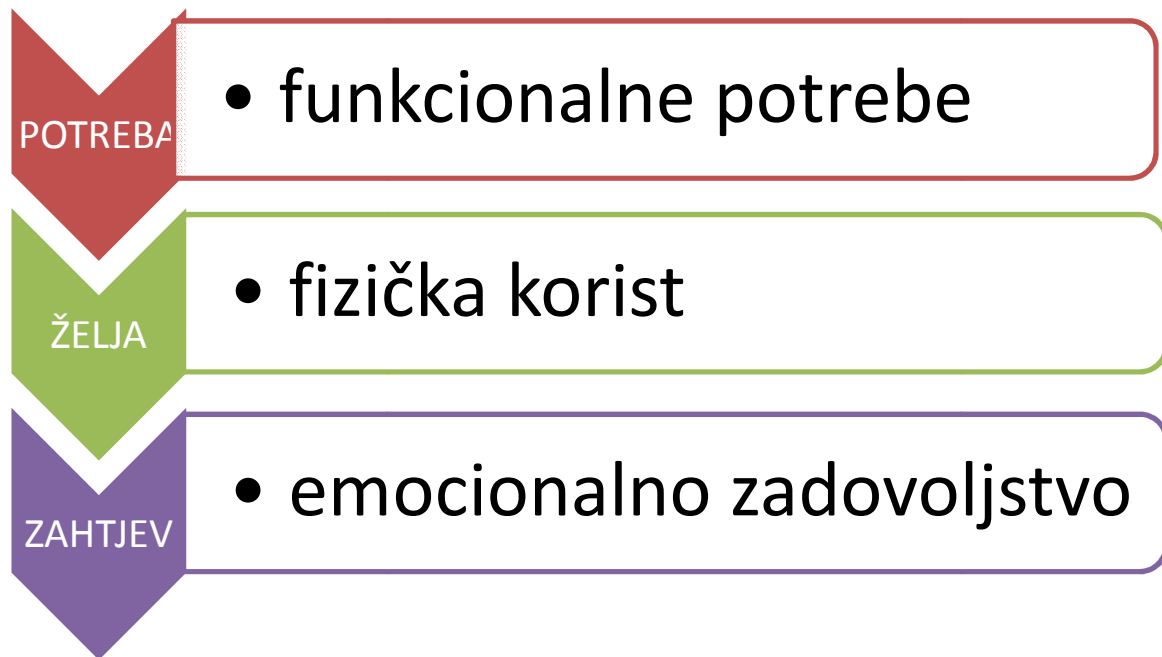 POTREBA
• funkcionalne potrebe
ŽELJA
• fizička korist
ZAHTJEV
• emocionalno zadovoljstvo